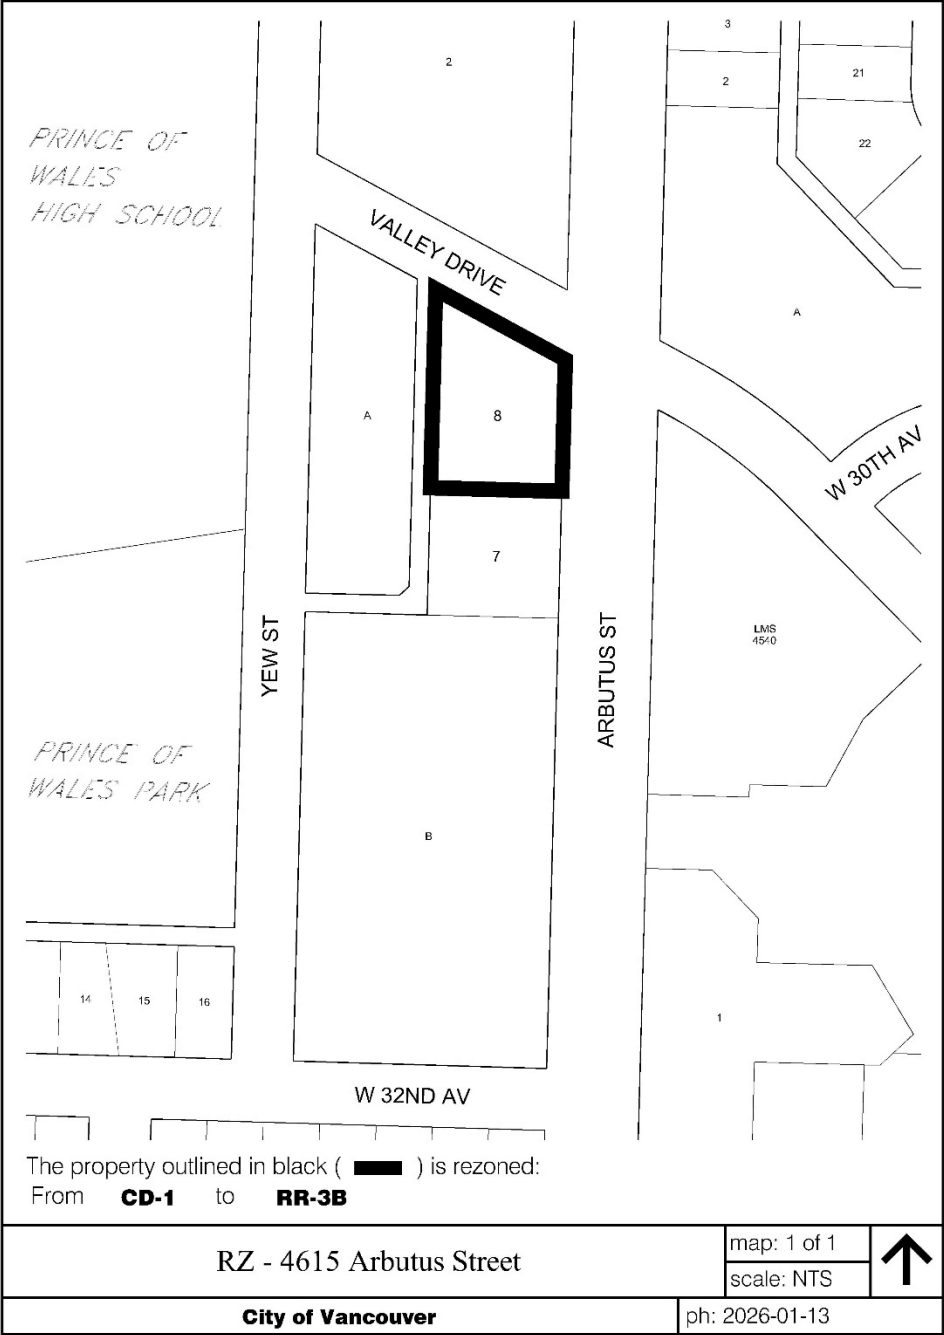 3
2
2
21
22
PRINCE OF
WALES
HIGH SCHOOL
VALLEY DRIVE
A
A
8
W 30TH AV
7
YEW ST
ARBUTUS ST
LMS
4540
PRINCE OF
WALES PARK
B
14
15
16
1
W 32ND AV
The property outlined in black ( ) is rezoned:
From CD-1 to RR-3B
RZ - 4615 Arbutus Street
map: 1 of 1
scale: NTS
City of Vancouver
ph: 2026-01-13